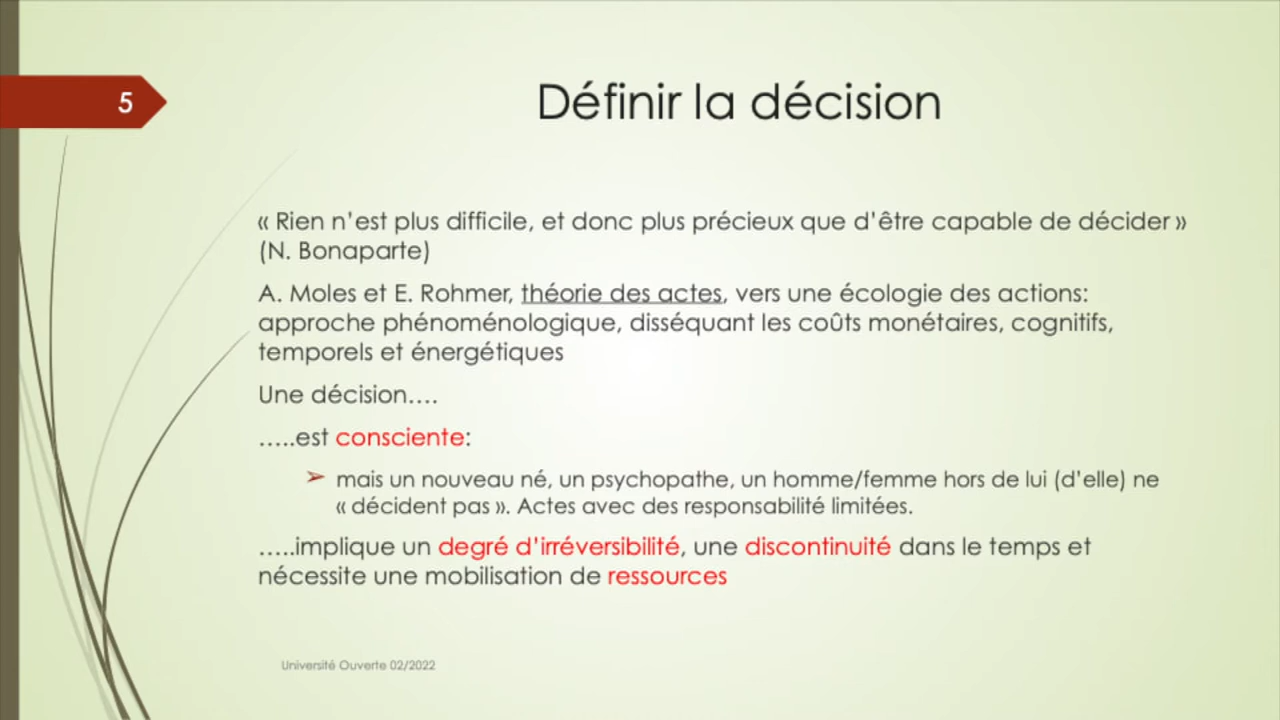 5
Définir la décision
« Rien n’est plus difficile, et donc plus précieux que d’être capable de décider »
(N. Bonaparte)
A. Moles et E. Rohmer, théorie des actes, vers une écologie des actions:
approche phénoménologique, disséquant les coûts monétaires, cognitifs,
temporels et énergétiques
Une décision….
…..est consciente:
➢ mais un nouveau né, un psychopathe, un homme/femme hors de lui (d’elle) ne
« décident pas ». Actes avec des responsabilité limitées.
…..implique un degré d’irréversibilité, une discontinuité dans le temps et
nécessite une mobilisation de ressources
Université Ouverte 02/2022